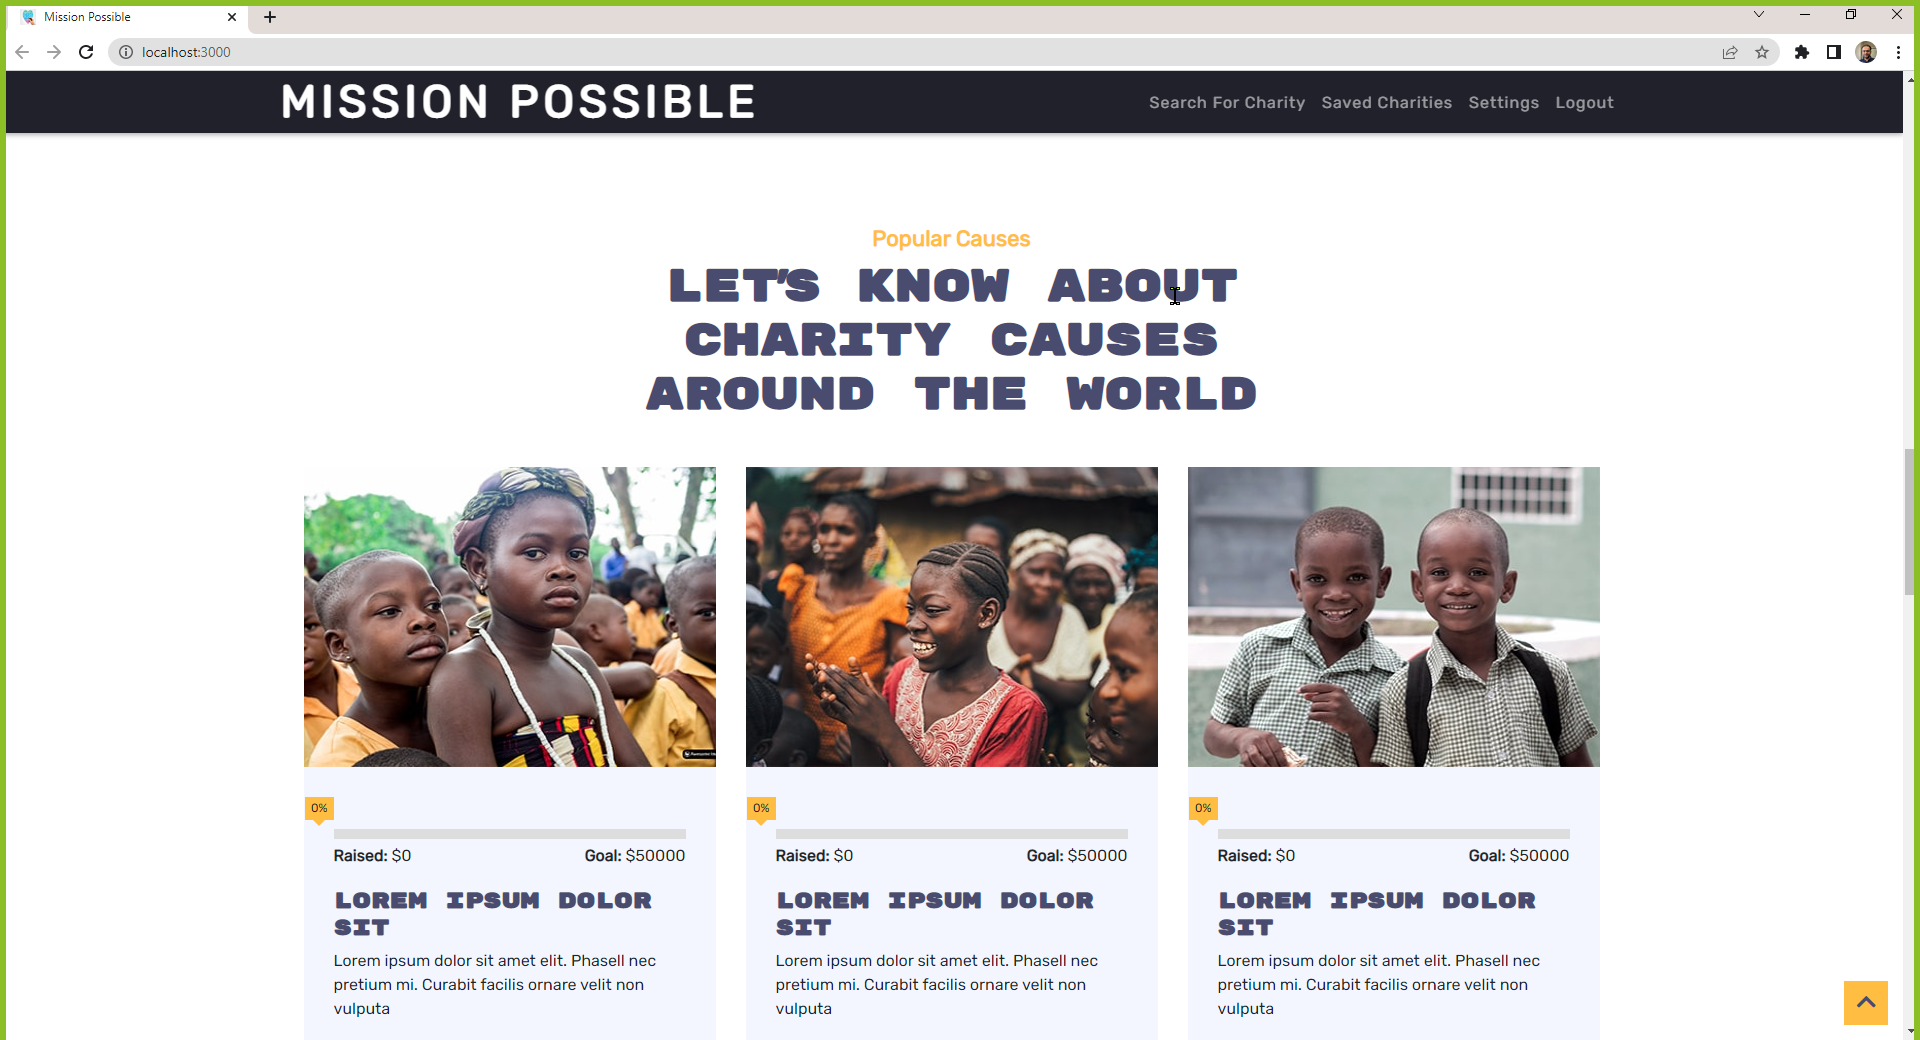 Mission Possible
localhost:3000
MISSION POSSIBLE
Search For Charity Saved Charities Settings Logout
Popular Causes
LET'S KNOW ABOUT
CHARITY CAUSES
AROUND THE WORLD
0% 0% 0%
Raised: $0 Goal: $50000 Raised: $0 Goal: $50000 Raised: $0 Goal: $50000
LOREM IPSUM DOLOR
SIT
Lorem ipsum dolor sit amet elit. Phasell nec
pretium mi. Curabit facilis ornare velit non
vulputa
LOREM IPSUM DOLOR
SIT
Lorem ipsum dolor sit amet elit. Phasell nec
pretium mi. Curabit facilis ornare velit non
vulputa
LOREM IPSUM DOLOR
SIT
Lorem ipsum dolor sit amet elit. Phasell nec
pretium mi. Curabit facilis ornare velit non
vulputa